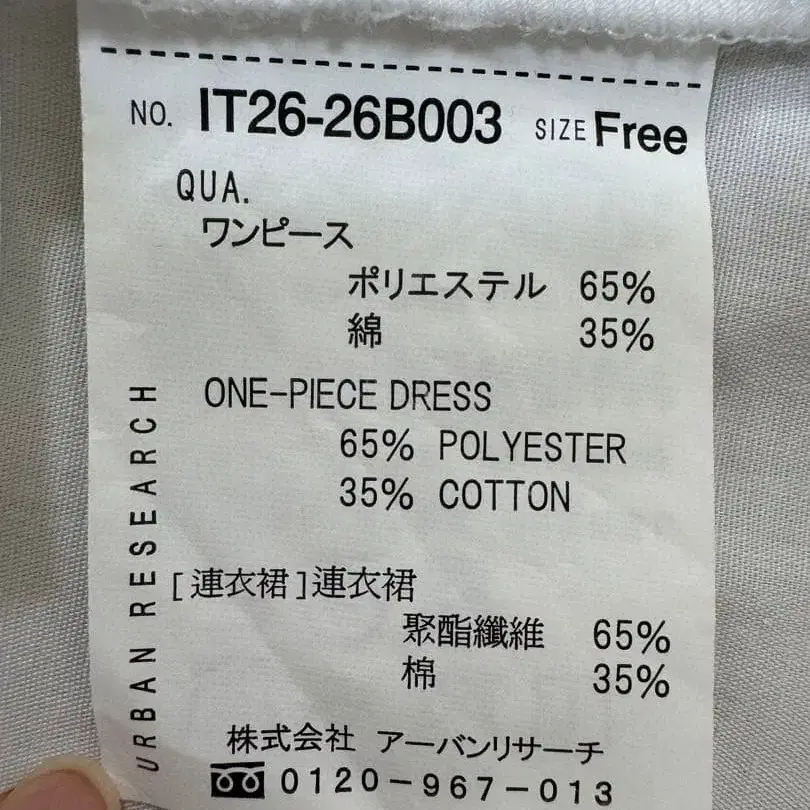 NO. IT26-26B003 SIZE Free
QUA.
ワンピース
ポリエステル 65%
綿 35%
ONE-PIECE DRESS
65% POLYESTER
35% COTTON
[連衣裙]連衣裙
聚酯纖維 65%
棉 35%
株式会社 アーバンリサーチ
0120-967-013
URBAN RESEARCH